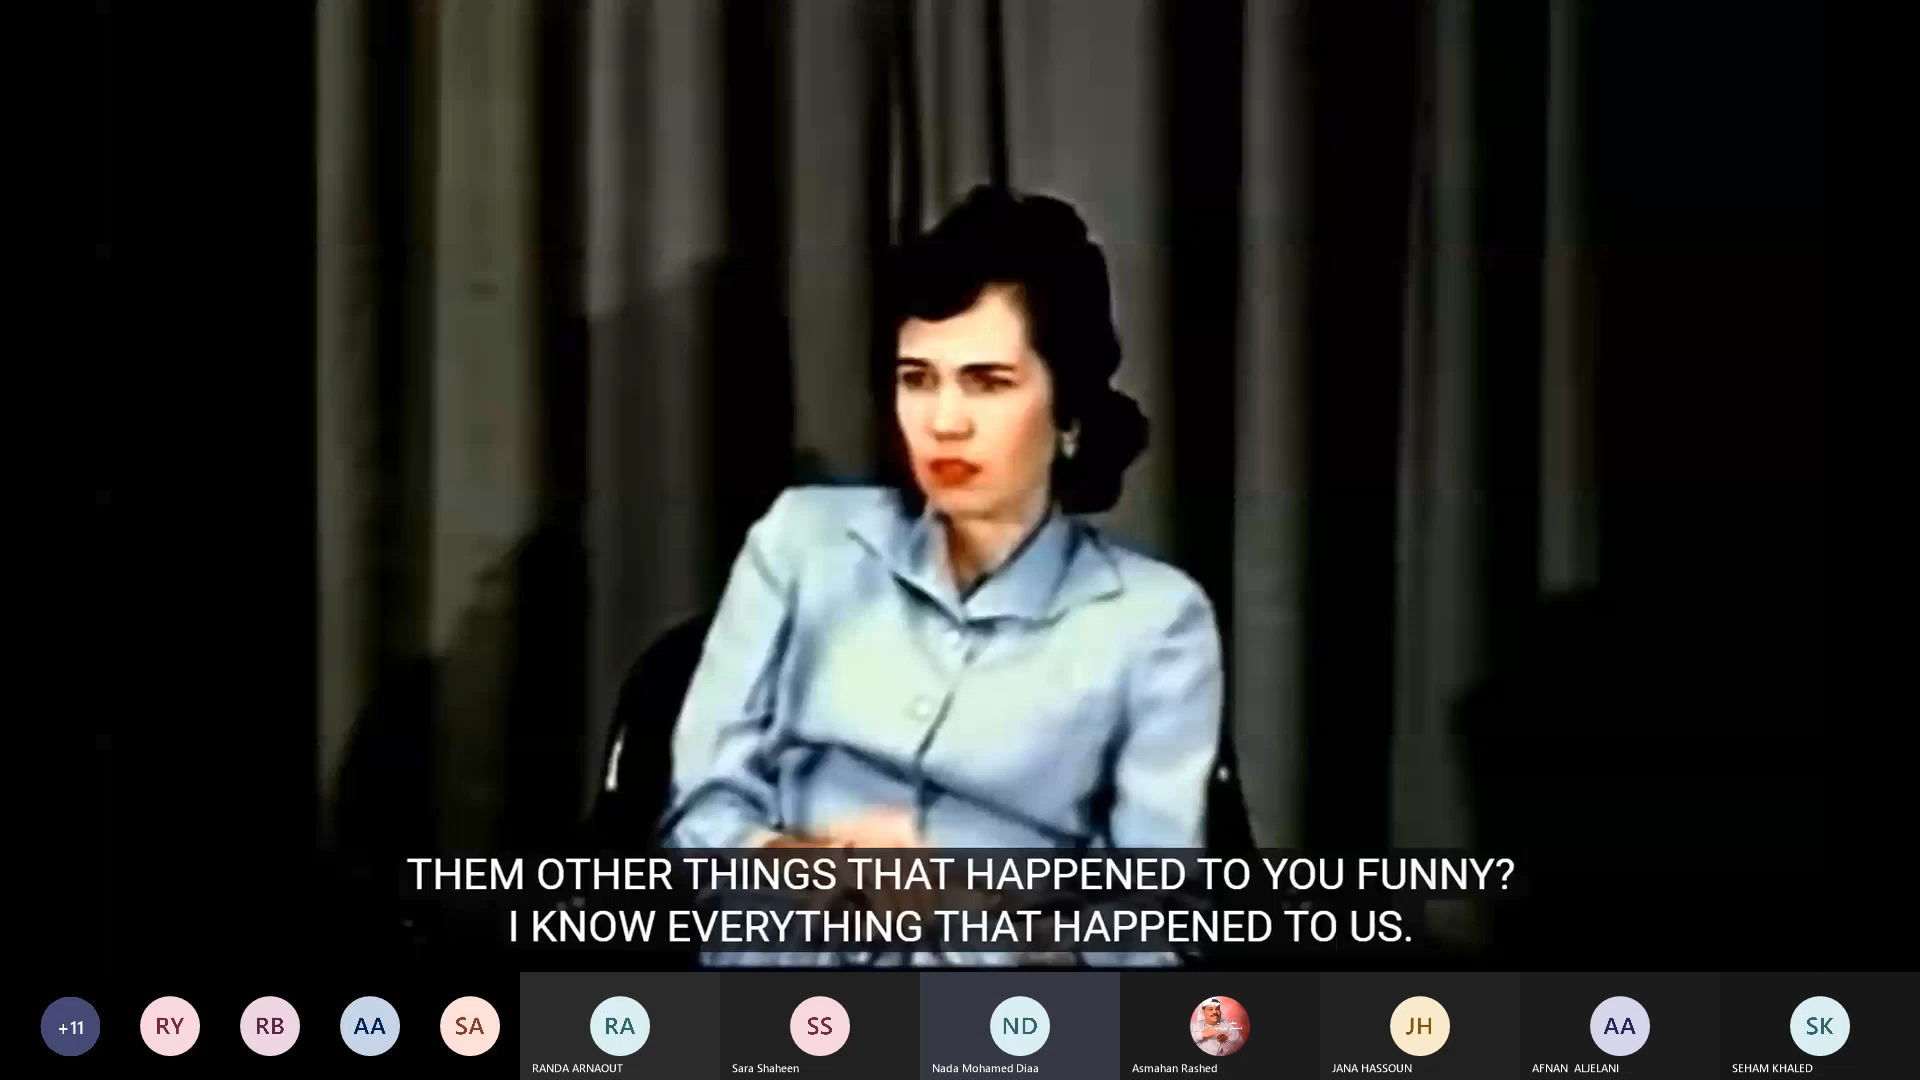 THEM OTHER THINGS THAT HAPPENED TO YOU FUNNY?
I KNOW EVERYTHING THAT HAPPENED TO US.
+11
RY
RB
AA
SA
RA
SS
ND
JH
AA
SK
RANDA ARNAOUT
Sara Shaheen
Nada Mohamed Diaa
Asmahan Rashed
JANA HASSOUN
AFNAN ALJELANI
SEHAM KHALED